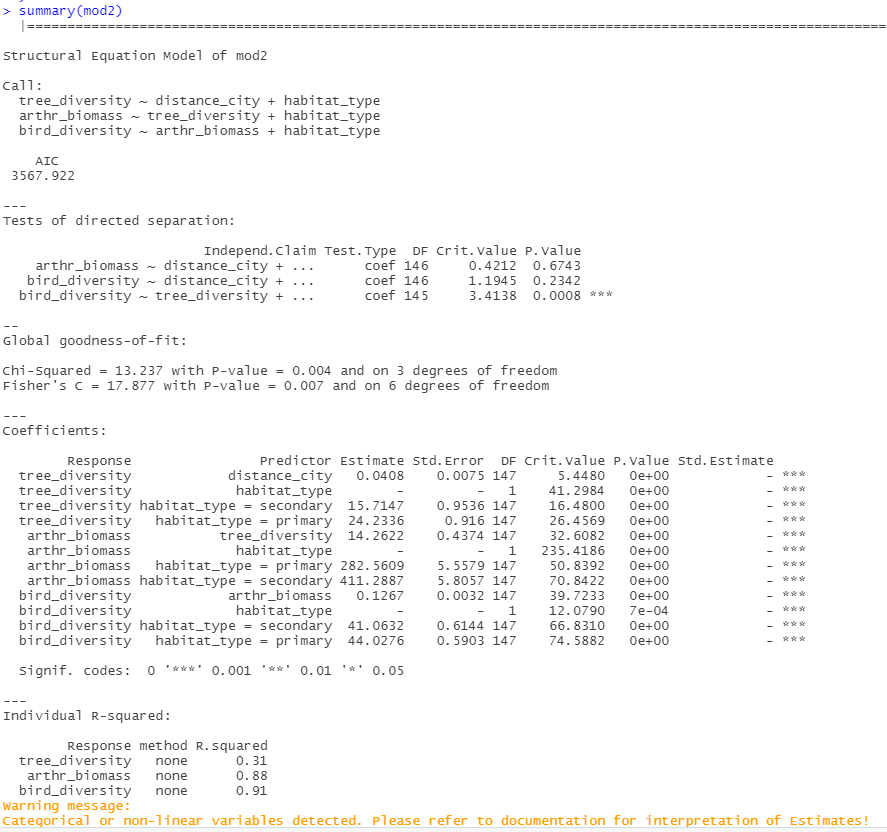 > summary(mod2)
|====================================================================================================
Structural Equation Model of mod2
Call:
tree_diversity ~ distance_city + habitat_type
arthr_biomass ~ tree_diversity + habitat_type
bird_diversity ~ arthr_biomass + habitat_type
AIC
3567.922
---
Tests of directed separation:
Independ.Claim Test.Type DF Crit.Value P.Value
arthr_biomass ~ distance_city + ... coef 146 0.4212 0.6743
bird_diversity ~ distance_city + ... coef 146 1.1945 0.2342
bird_diversity ~ tree_diversity + ... coef 145 3.4138 0.0008 ***
--
Global goodness-of-fit:
Chi-Squared = 13.237 with P-value = 0.004 and on 3 degrees of freedom
Fisher's C = 17.877 with P-value = 0.007 and on 6 degrees of freedom
---
Coefficients:
Response Predictor Estimate Std.Error DF Crit.Value P.Value Std.Estimate
tree_diversity distance_city 0.0408 0.0075 147 5.4480 0e+00 - ***
tree_diversity habitat_type - - 1 41.2984 0e+00 - ***
tree_diversity habitat_type = secondary 15.7147 0.9536 147 16.4800 0e+00 - ***
tree_diversity habitat_type = primary 24.2336 0.916 147 26.4569 0e+00 - ***
arthr_biomass tree_diversity 14.2622 0.4374 147 32.6082 0e+00 - ***
arthr_biomass habitat_type - - 1 235.4186 0e+00 - ***
arthr_biomass habitat_type = primary 282.5609 5.5579 147 50.8392 0e+00 - ***
arthr_biomass habitat_type = secondary 411.2887 5.8057 147 70.8422 0e+00 - ***
bird_diversity arthr_biomass 0.1267 0.0032 147 39.7233 0e+00 - ***
bird_diversity habitat_type - - 1 12.0790 7e-04 - ***
bird_diversity habitat_type = secondary 41.0632 0.6144 147 66.8310 0e+00 - ***
bird_diversity habitat_type = primary 44.0276 0.5903 147 74.5882 0e+00 - ***
Signif. codes: 0 '***' 0.001 '**' 0.01 '*' 0.05
---
Individual R-squared:
Response method R.squared
tree_diversity none 0.31
arthr_biomass none 0.88
bird_diversity none 0.91
Warning message:
Categorical or non-linear variables detected. Please refer to documentation for interpretation of Estimates!